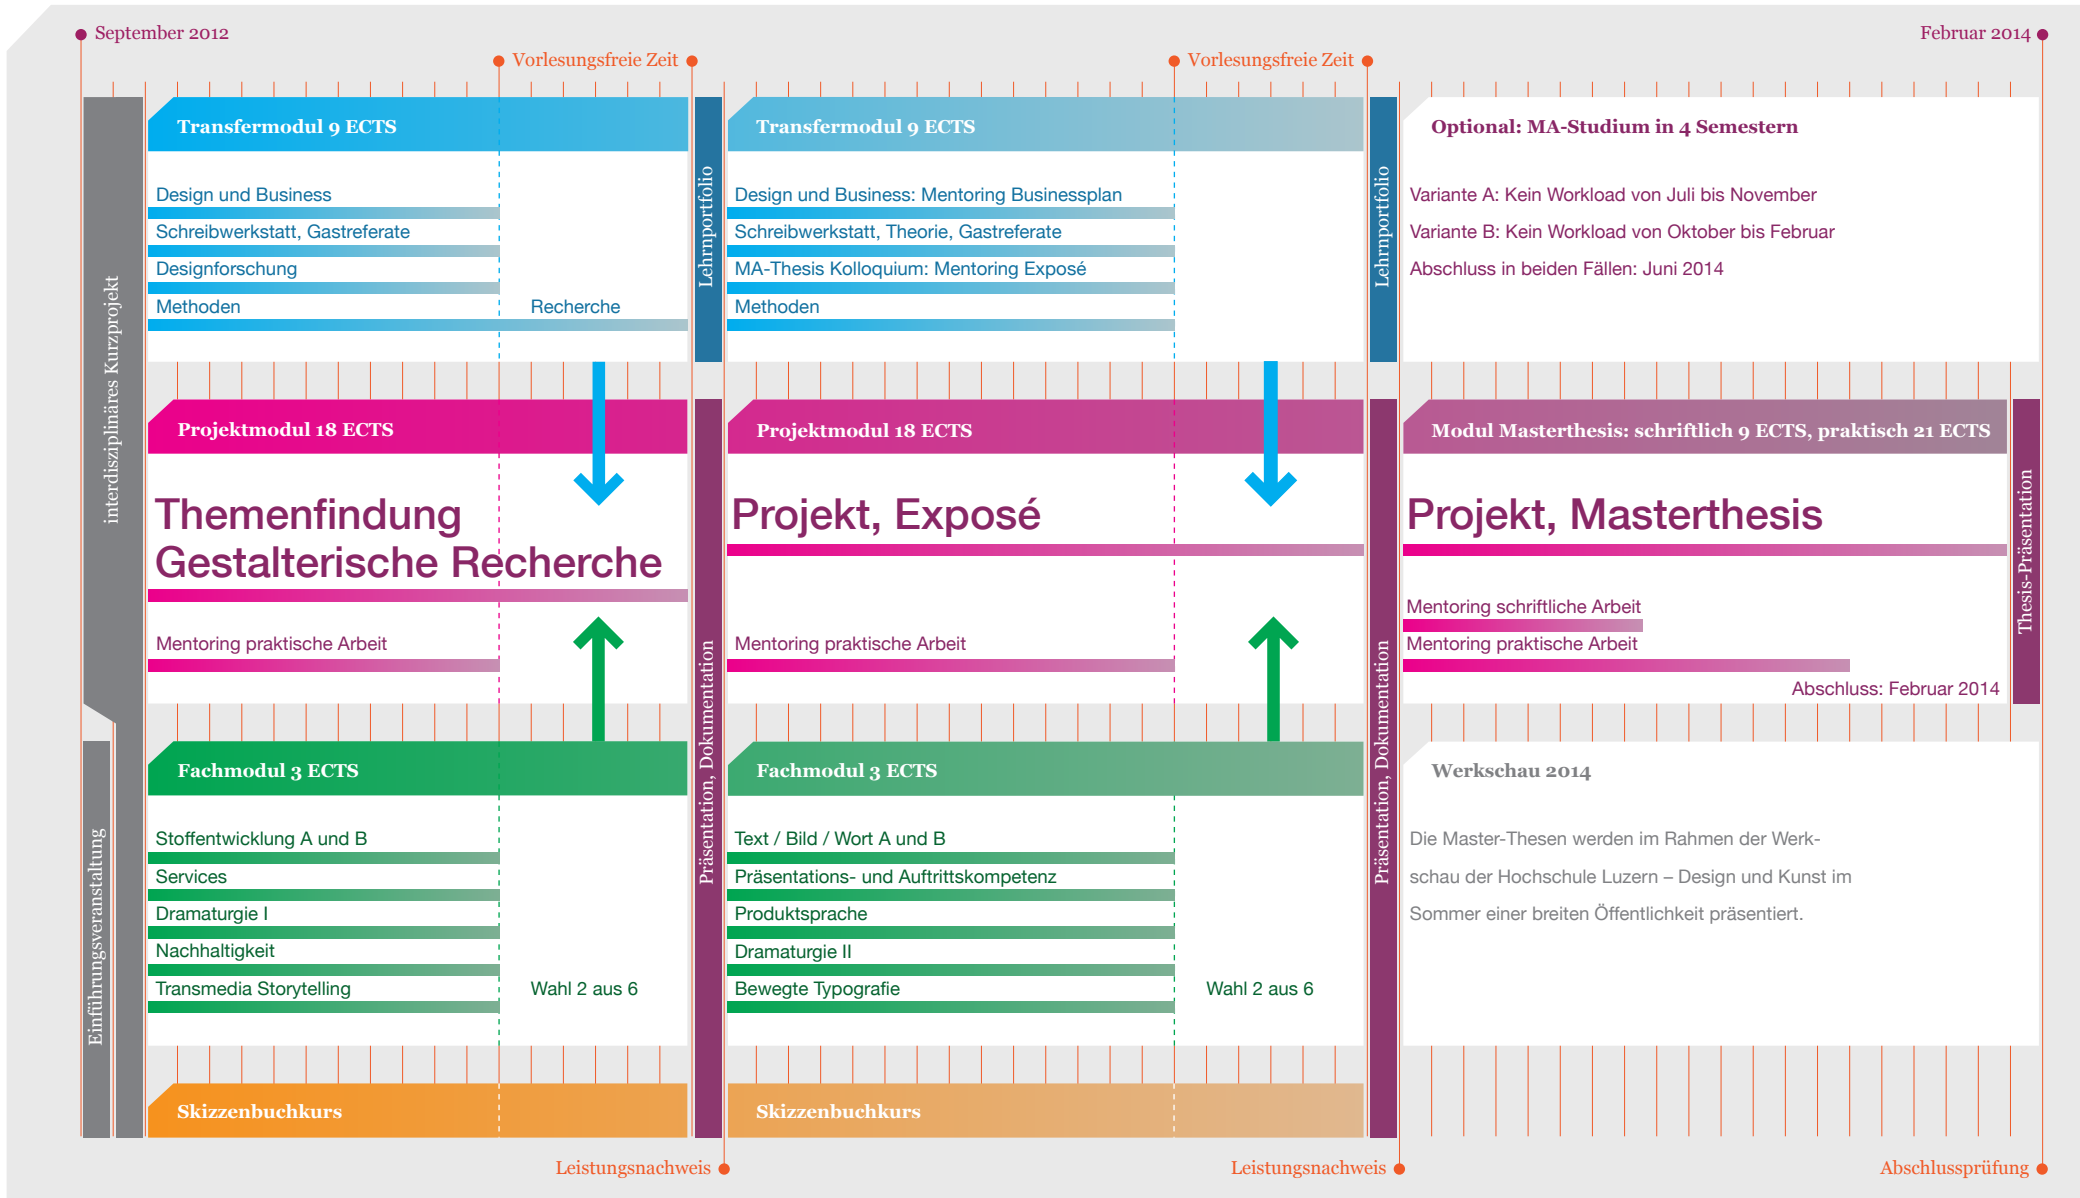 September 2012
Februar 2014
Vorlesungsfreie Zeit
Vorlesungsfreie Zeit
interdisziplinäres Kurzprojekt
Einführungsveranstaltung
Transfermodul 9 ECTS
Design und Business
Schreibwerkstatt, Gastreferate
Designforschung
Methoden
Recherche
Lehrnportfolio
Transfermodul 9 ECTS
Design und Business: Mentoring Businessplan
Schreibwerkstatt, Theorie, Gastreferate
MA-Thesis Kolloquium: Mentoring Exposé
Methoden
Lehrnportfolio
Optional: MA-Studium in 4 Semestern
Variante A: Kein Workload von Juli bis November
Variante B: Kein Workload von Oktober bis Februar
Abschluss in beiden Fällen: Juni 2014
Projektmodul 18 ECTS
Themenfindung
Gestalterische Recherche
Mentoring praktische Arbeit
Präsentation, Dokumentation
Projektmodul 18 ECTS
Projekt, Exposé
Mentoring praktische Arbeit
Präsentation, Dokumentation
Modul Masterthesis: schriftlich 9 ECTS, praktisch 21 ECTS
Projekt, Masterthesis
Mentoring schriftliche Arbeit
Mentoring praktische Arbeit
Abschluss: Februar 2014
Thesis-Präsentation
Fachmodul 3 ECTS
Stoffentwicklung A und B
Services
Dramaturgie I
Nachhaltigkeit
Transmedia Storytelling
Wahl 2 aus 6
Fachmodul 3 ECTS
Text / Bild / Wort A und B
Präsentations- und Auftrittskompetenz
Produktsprache
Dramaturgie II
Bewegte Typografie
Wahl 2 aus 6
Werkschau 2014
Die Master-Thesen werden im Rahmen der Werk-
schau der Hochschule Luzern – Design und Kunst im
Sommer einer breiten Öffentlichkeit präsentiert.
Skizzenbuchkurs
Skizzenbuchkurs
Leistungsnachweis
Leistungsnachweis
Abschlussprüfung